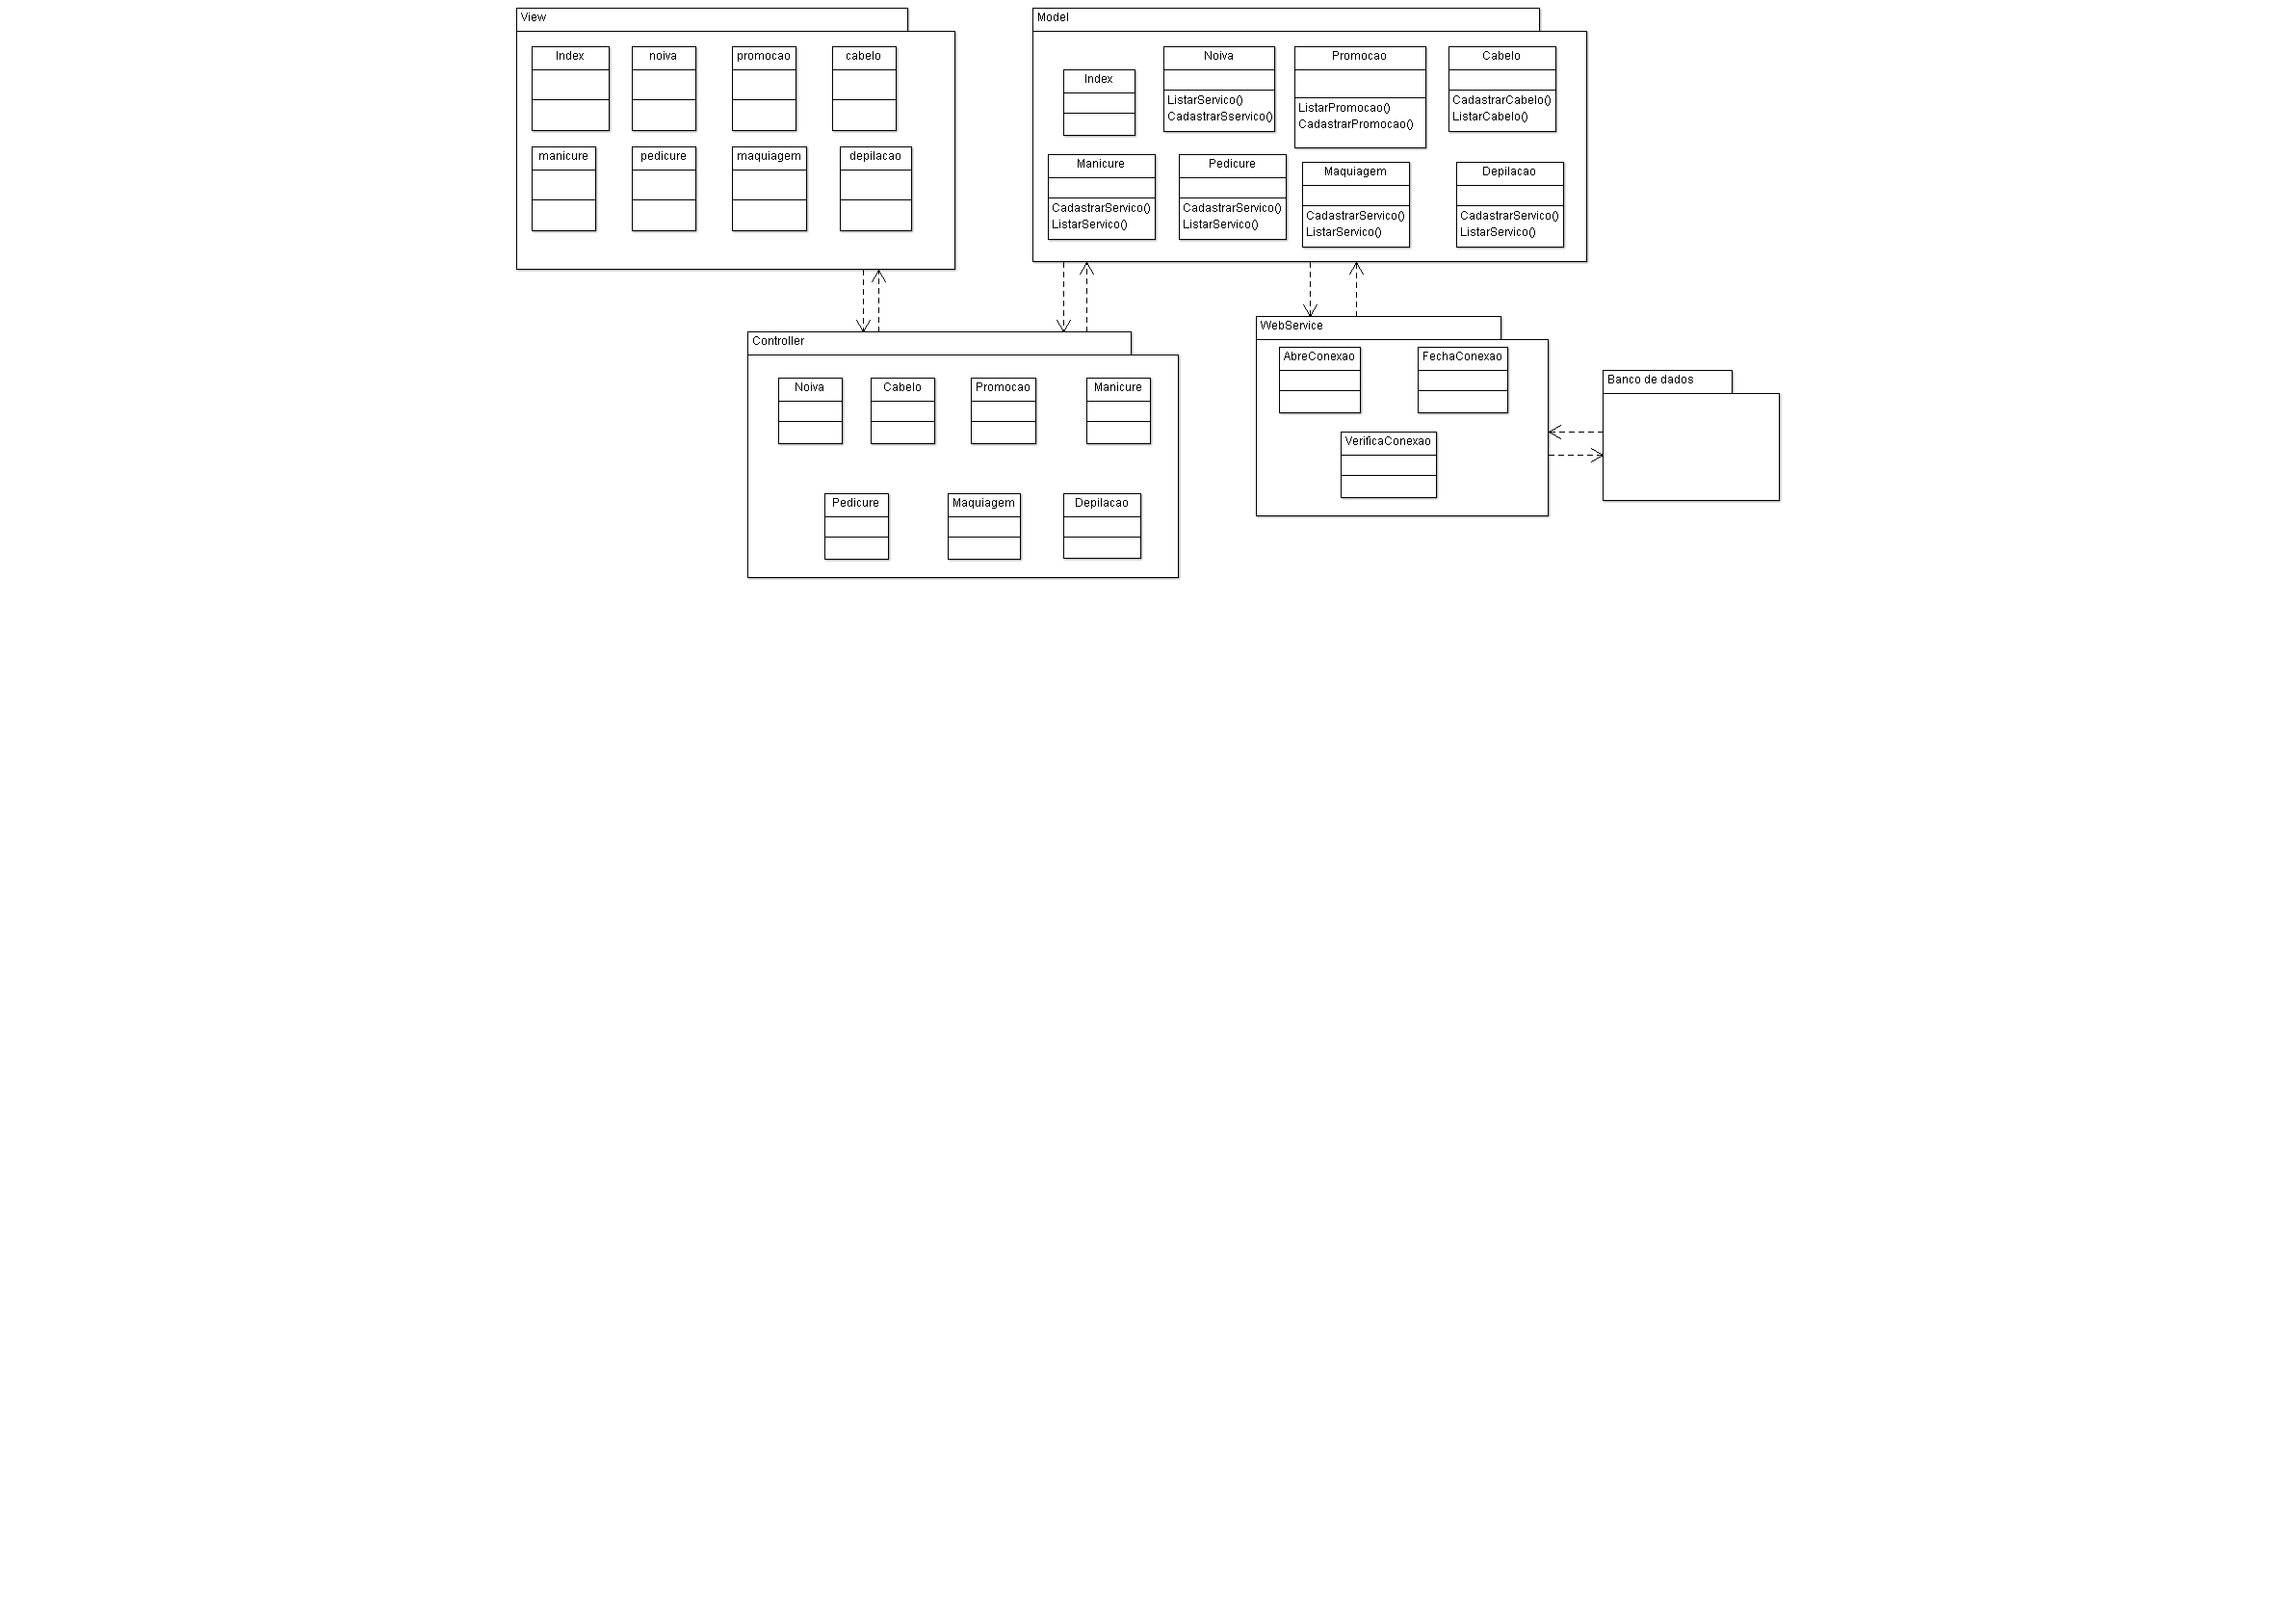 View
Index
noiva
promocao
cabelo
manicure
pedicure
maquiagem
depilacao
Model
Index
Noiva
ListarServico()
CadastrarSservico()
Promocao
ListarPromocao()
CadastrarPromocao()
Cabelo
CadastrarCabelo()
ListarCabelo()
Manicure
CadastrarServico()
ListarServico()
Pedicure
CadastrarServico()
ListarServico()
Maquiagem
CadastrarServico()
ListarServico()
Depilacao
CadastrarServico()
ListarServico()
Controller
Noiva
Cabelo
Promocao
Manicure
Pedicure
Maquiagem
Depilacao
WebService
AbreConexao
FechaConexao
VerificaConexao
Banco de dados